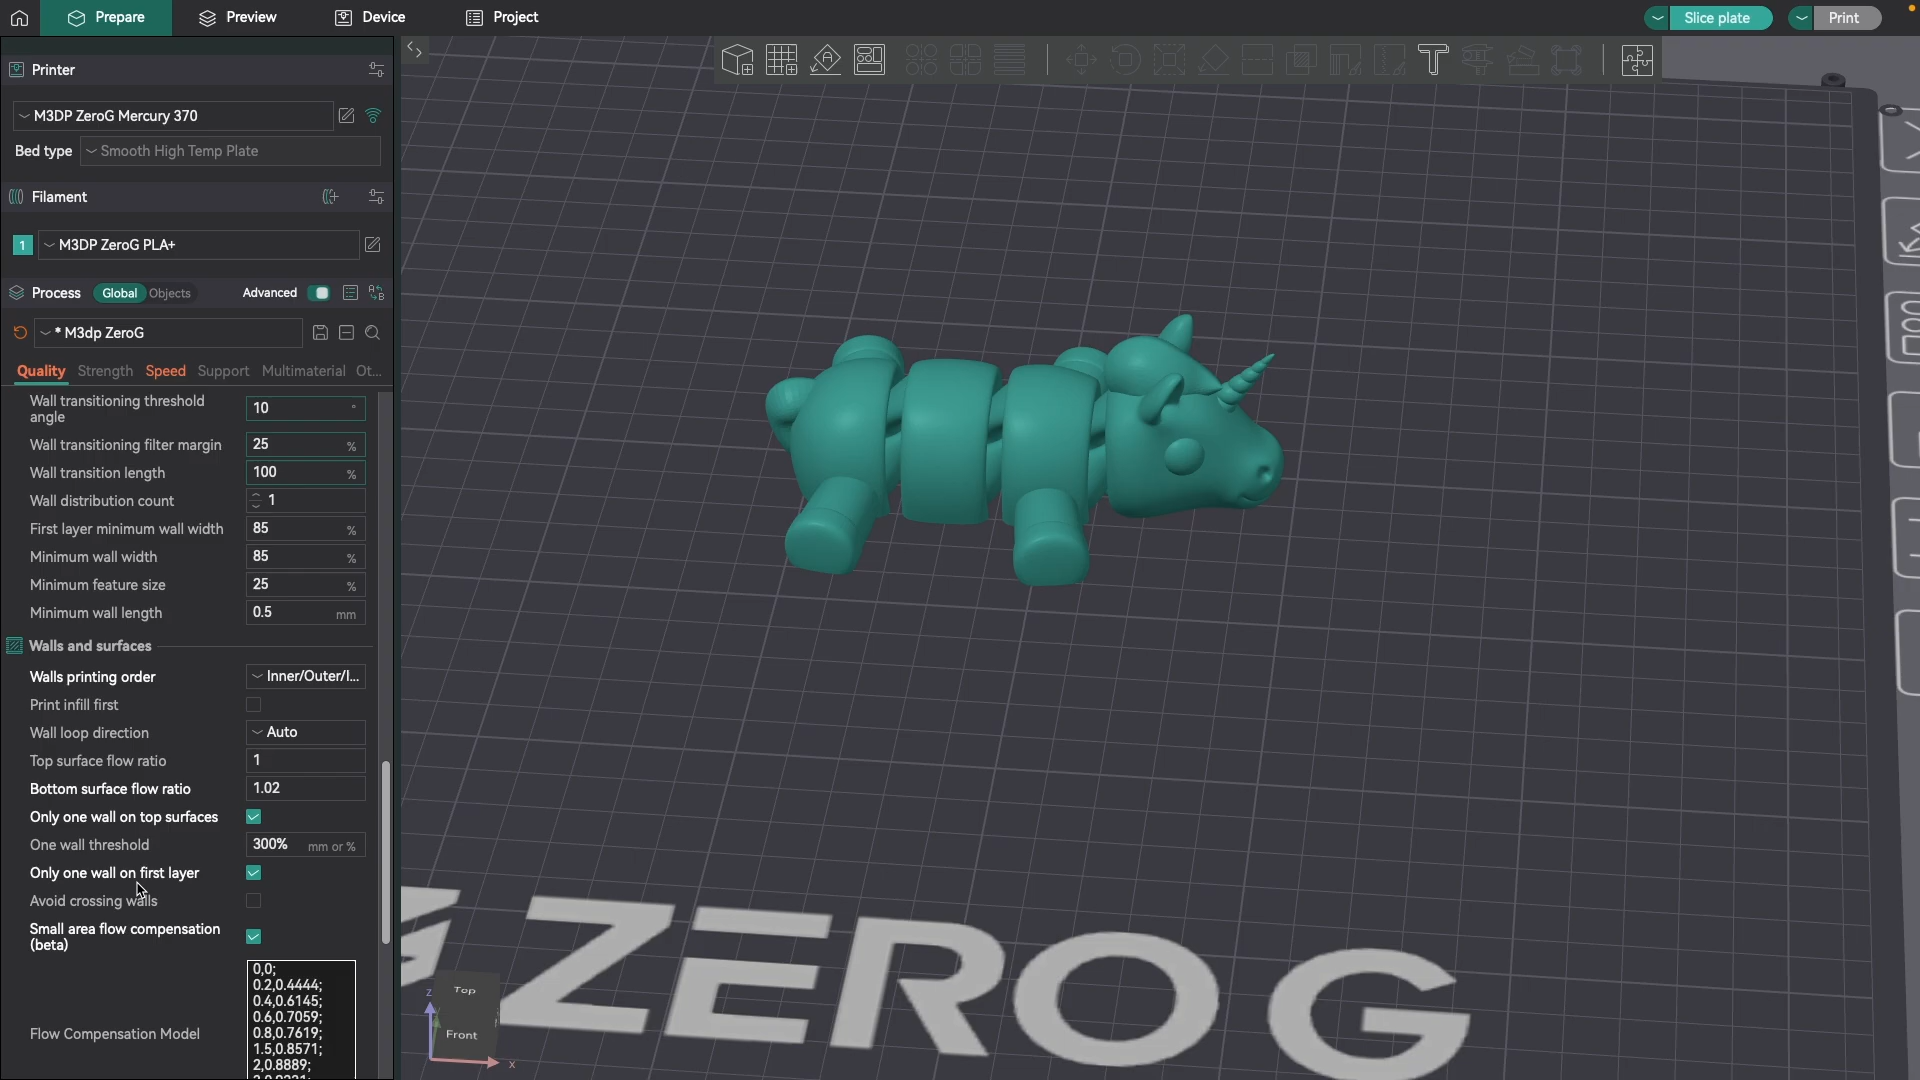 Prepare
Preview
Device
Project
Slice plate
Print
Printer
M3DP ZeroG Mercury 370
Bed type
Smooth High Temp Plate
Filament
1
M3DP ZeroG PLA+
Process
Global
Objects
Advanced
* M3dp ZeroG
Quality
Strength
Speed
Support
Multimaterial
Ot...
Wall transitioning threshold
angle
10 °
Wall transitioning filter margin
25 %
Wall transition length
100 %
Wall distribution count
1
First layer minimum wall width
85 %
Minimum wall width
85 %
Minimum feature size
25 %
Minimum wall length
0.5 mm
Walls and surfaces
Walls printing order
Inner/Outer/I...
Print infill first
Wall loop direction
Auto
Top surface flow ratio
1
Bottom surface flow ratio
1.02
Only one wall on top surfaces
One wall threshold
300% mm or %
Only one wall on first layer
Avoid crossing walls
Small area flow compensation
(beta)
Flow Compensation Model
0,0;
0.2,0.4444;
0.4,0.6145;
0.6,0.7059;
0.8,0.7619;
1.5,0.8571;
2,0.8889;
ZERO G
Top
Front
Z
X